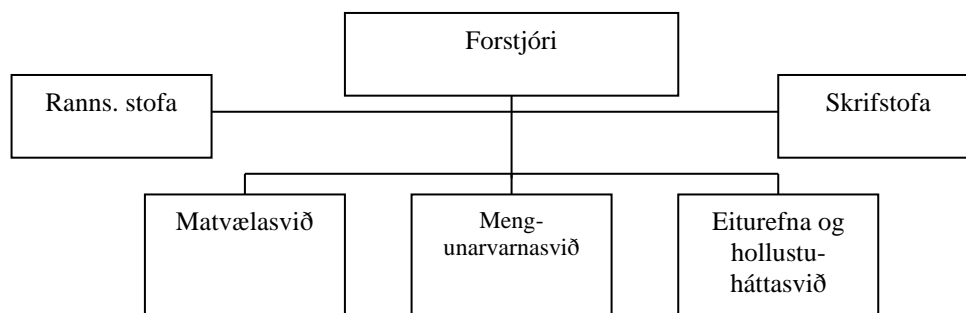 Forstjóri
Ranns. stofa
Skrifstofa
Matvælasvið
Meng-
unarvarnasvið
Eiturefna og
hollustu-
háttasvið